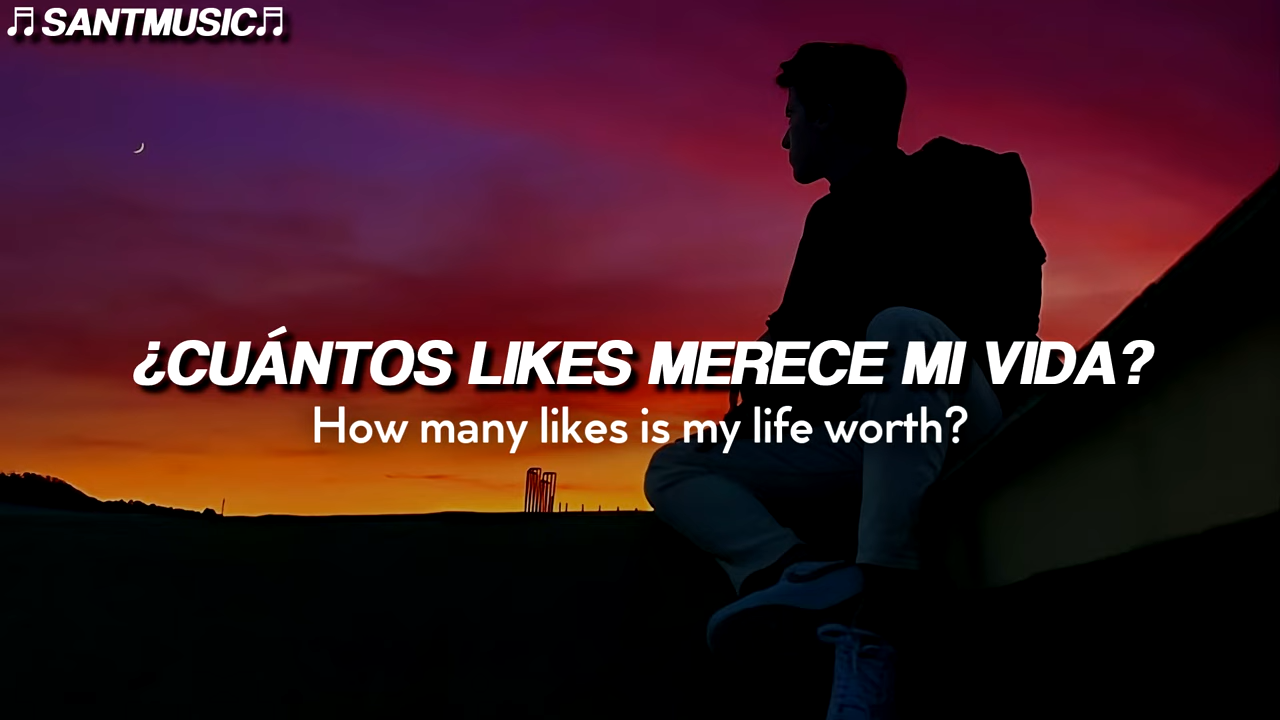 ♬SANTMUSIC♬
¿CUÁNTOS LIKES MERECE MI VIDA?
How many likes is my life worth?